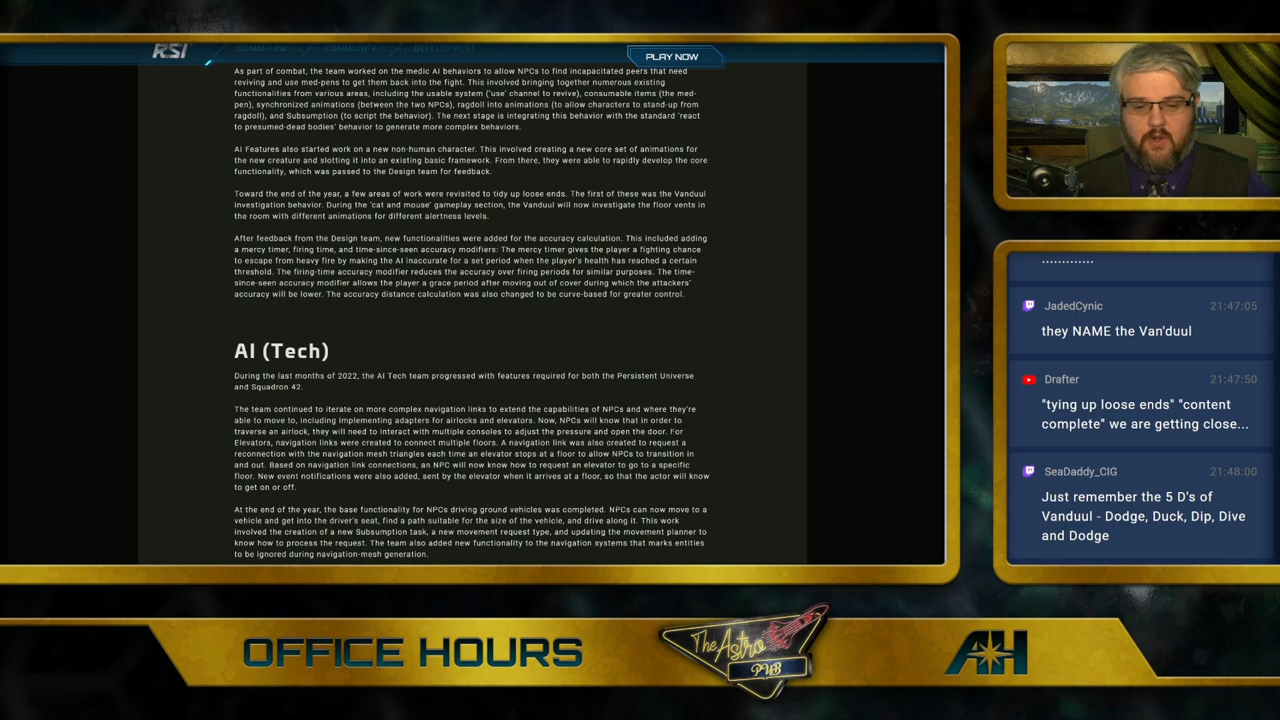 RSI
COMM-LINK
COMMUNITY
DEVELOPMENT
PLAY NOW
As part of combat, the team worked on the medic AI behaviors to allow NPCs to find incapacitated peers that need
reviving and use med-pens to get them back into the fight. This involved bringing together numerous existing
functionalities from various areas, including the usable system ('use' channel to revive), consumable items (the med-
pen), synchronized animations (between the two NPCs), ragdoll into animations (to allow characters to stand-up from
ragdoll), and Subsumption (to script the behavior). The next stage is integrating this behavior with the standard 'react
to presumed-dead bodies' behavior to generate more complex behaviors.
AI Features also started work on a new non-human character. This involved creating a new core set of animations for
the new creature and slotting it into an existing basic framework. From there, they were able to rapidly develop the core
functionality, which was passed to the Design team for feedback.
Toward the end of the year, a few areas of work were revisited to tidy up loose ends. The first of these was the Vanduul
investigation behavior. During the 'cat and mouse' gameplay section, the Vanduul will now investigate the floor vents in
the room with different animations for different alertness levels.
After feedback from the Design team, new functionalities were added for the accuracy calculation. This included adding
a mercy timer, firing time, and time-since-seen accuracy modifiers: The mercy timer gives the player a fighting chance
to escape from heavy fire by making the AI inaccurate for a set period when the player's health has reached a certain
threshold. The firing-time accuracy modifier reduces the accuracy over firing periods for similar purposes. The time-
since-seen accuracy modifier allows the player a grace period after moving out of cover during which the attackers'
accuracy will be lower. The accuracy distance calculation was also changed to be curve-based for greater control.
AI (Tech)
During the last months of 2022, the AI Tech team progressed with features required for both the Persistent Universe
and Squadron 42.
The team continued to iterate on more complex navigation links to extend the capabilities of NPCs and where they're
able to move to, including implementing adapters for airlocks and elevators. Now, NPCs will know that in order to
traverse an airlock, they will need to interact with multiple consoles to adjust the pressure and open the door. For
Elevators, navigation links were created to connect multiple floors. A navigation link was also created to request a
reconnection with the navigation mesh triangles each time an elevator stops at a floor to allow NPCs to transition in
and out. Based on navigation link connections, an NPC will now know how to request an elevator to go to a specific
floor. New event notifications were also added, sent by the elevator when it arrives at a floor, so that the actor will know
to get on or off.
At the end of the year, the base functionality for NPCs driving ground vehicles was completed. NPCs can now move to a
vehicle and get into the driver's seat, find a path suitable for the size of the vehicle, and drive along it. This work
involved the creation of a new Subsumption task, a new movement request type, and updating the movement planner to
know how to process the request. The team also added new functionality to the navigation systems that marks entities
to be ignored during navigation-mesh generation.
.............
JadedCynic 21:47:05
they NAME the Van'duul
Drafter 21:47:50
"tying up loose ends" "content
complete" we are getting close...
SeaDaddy_CIG 21:48:00
Just remember the 5 D's of
Vanduul - Dodge, Duck, Dip, Dive
and Dodge
OFFICE HOURS
The Astro
PUB
AH